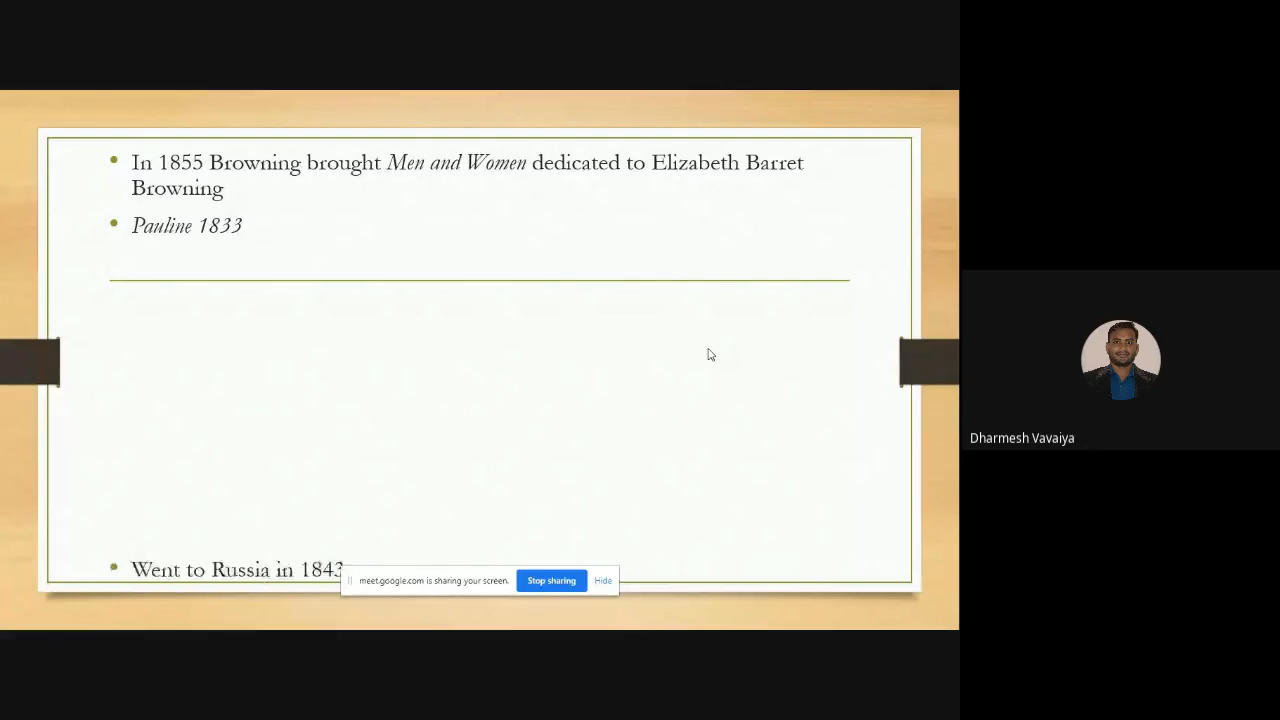 • In 1855 Browning brought Men and Women dedicated to Elizabeth Barret
Browning
• Pauline 1833
• Went to Russia in 1843
meet.google.com is sharing your screen. Stop sharing Hide
Dharmesh Vavaiya